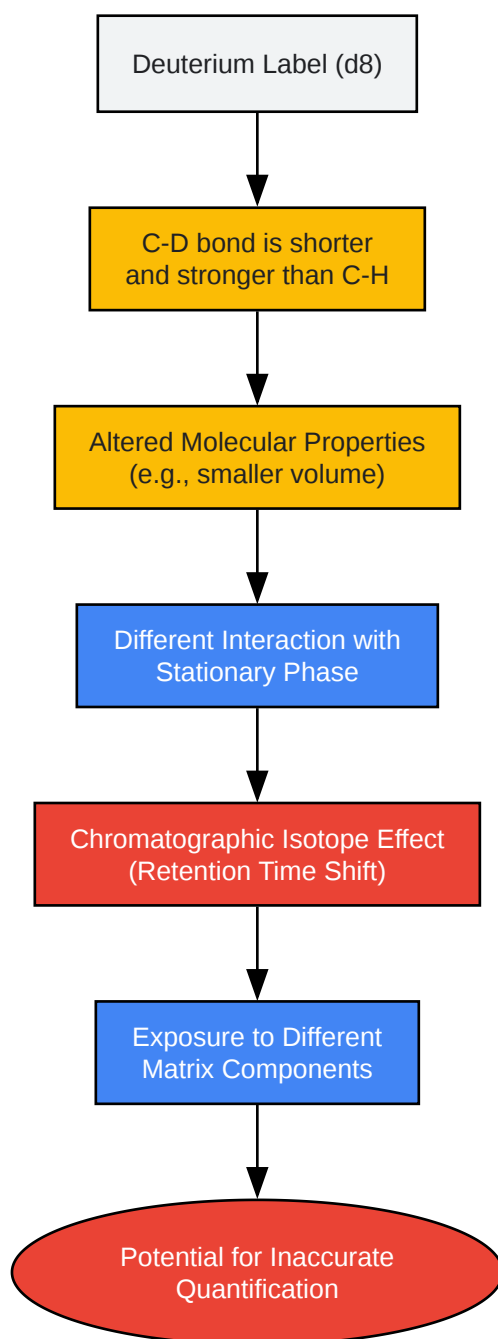 Deuterium Label (d8)
C-D bond is shorter
and stronger than C-H
Altered Molecular Properties
(e.g., smaller volume)
Different Interaction with
Stationary Phase
Chromatographic Isotope Effect
(Retention Time Shift)
Exposure to Different
Matrix Components
Potential for Inaccurate
Quantification